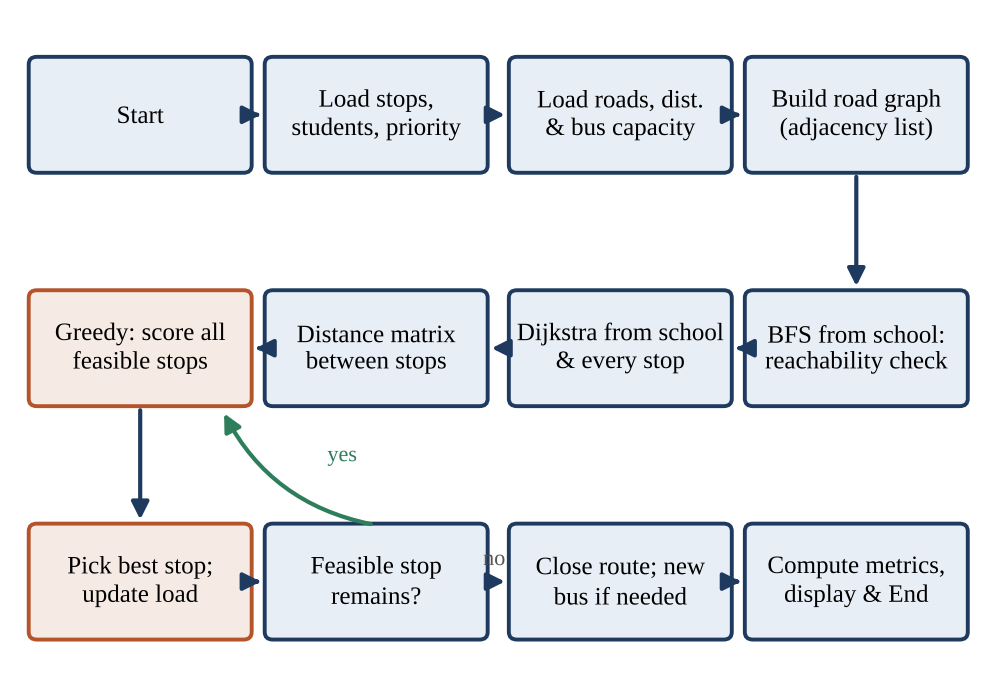 Start
Load stops,
students, priority
Load roads, dist.
& bus capacity
Build road graph
(adjacency list)
Greedy: score all
feasible stops
Distance matrix
between stops
Dijkstra from school
& every stop
BFS from school:
reachability check
yes
no
Pick best stop;
update load
Feasible stop
remains?
Close route; new
bus if needed
Compute metrics,
display & End